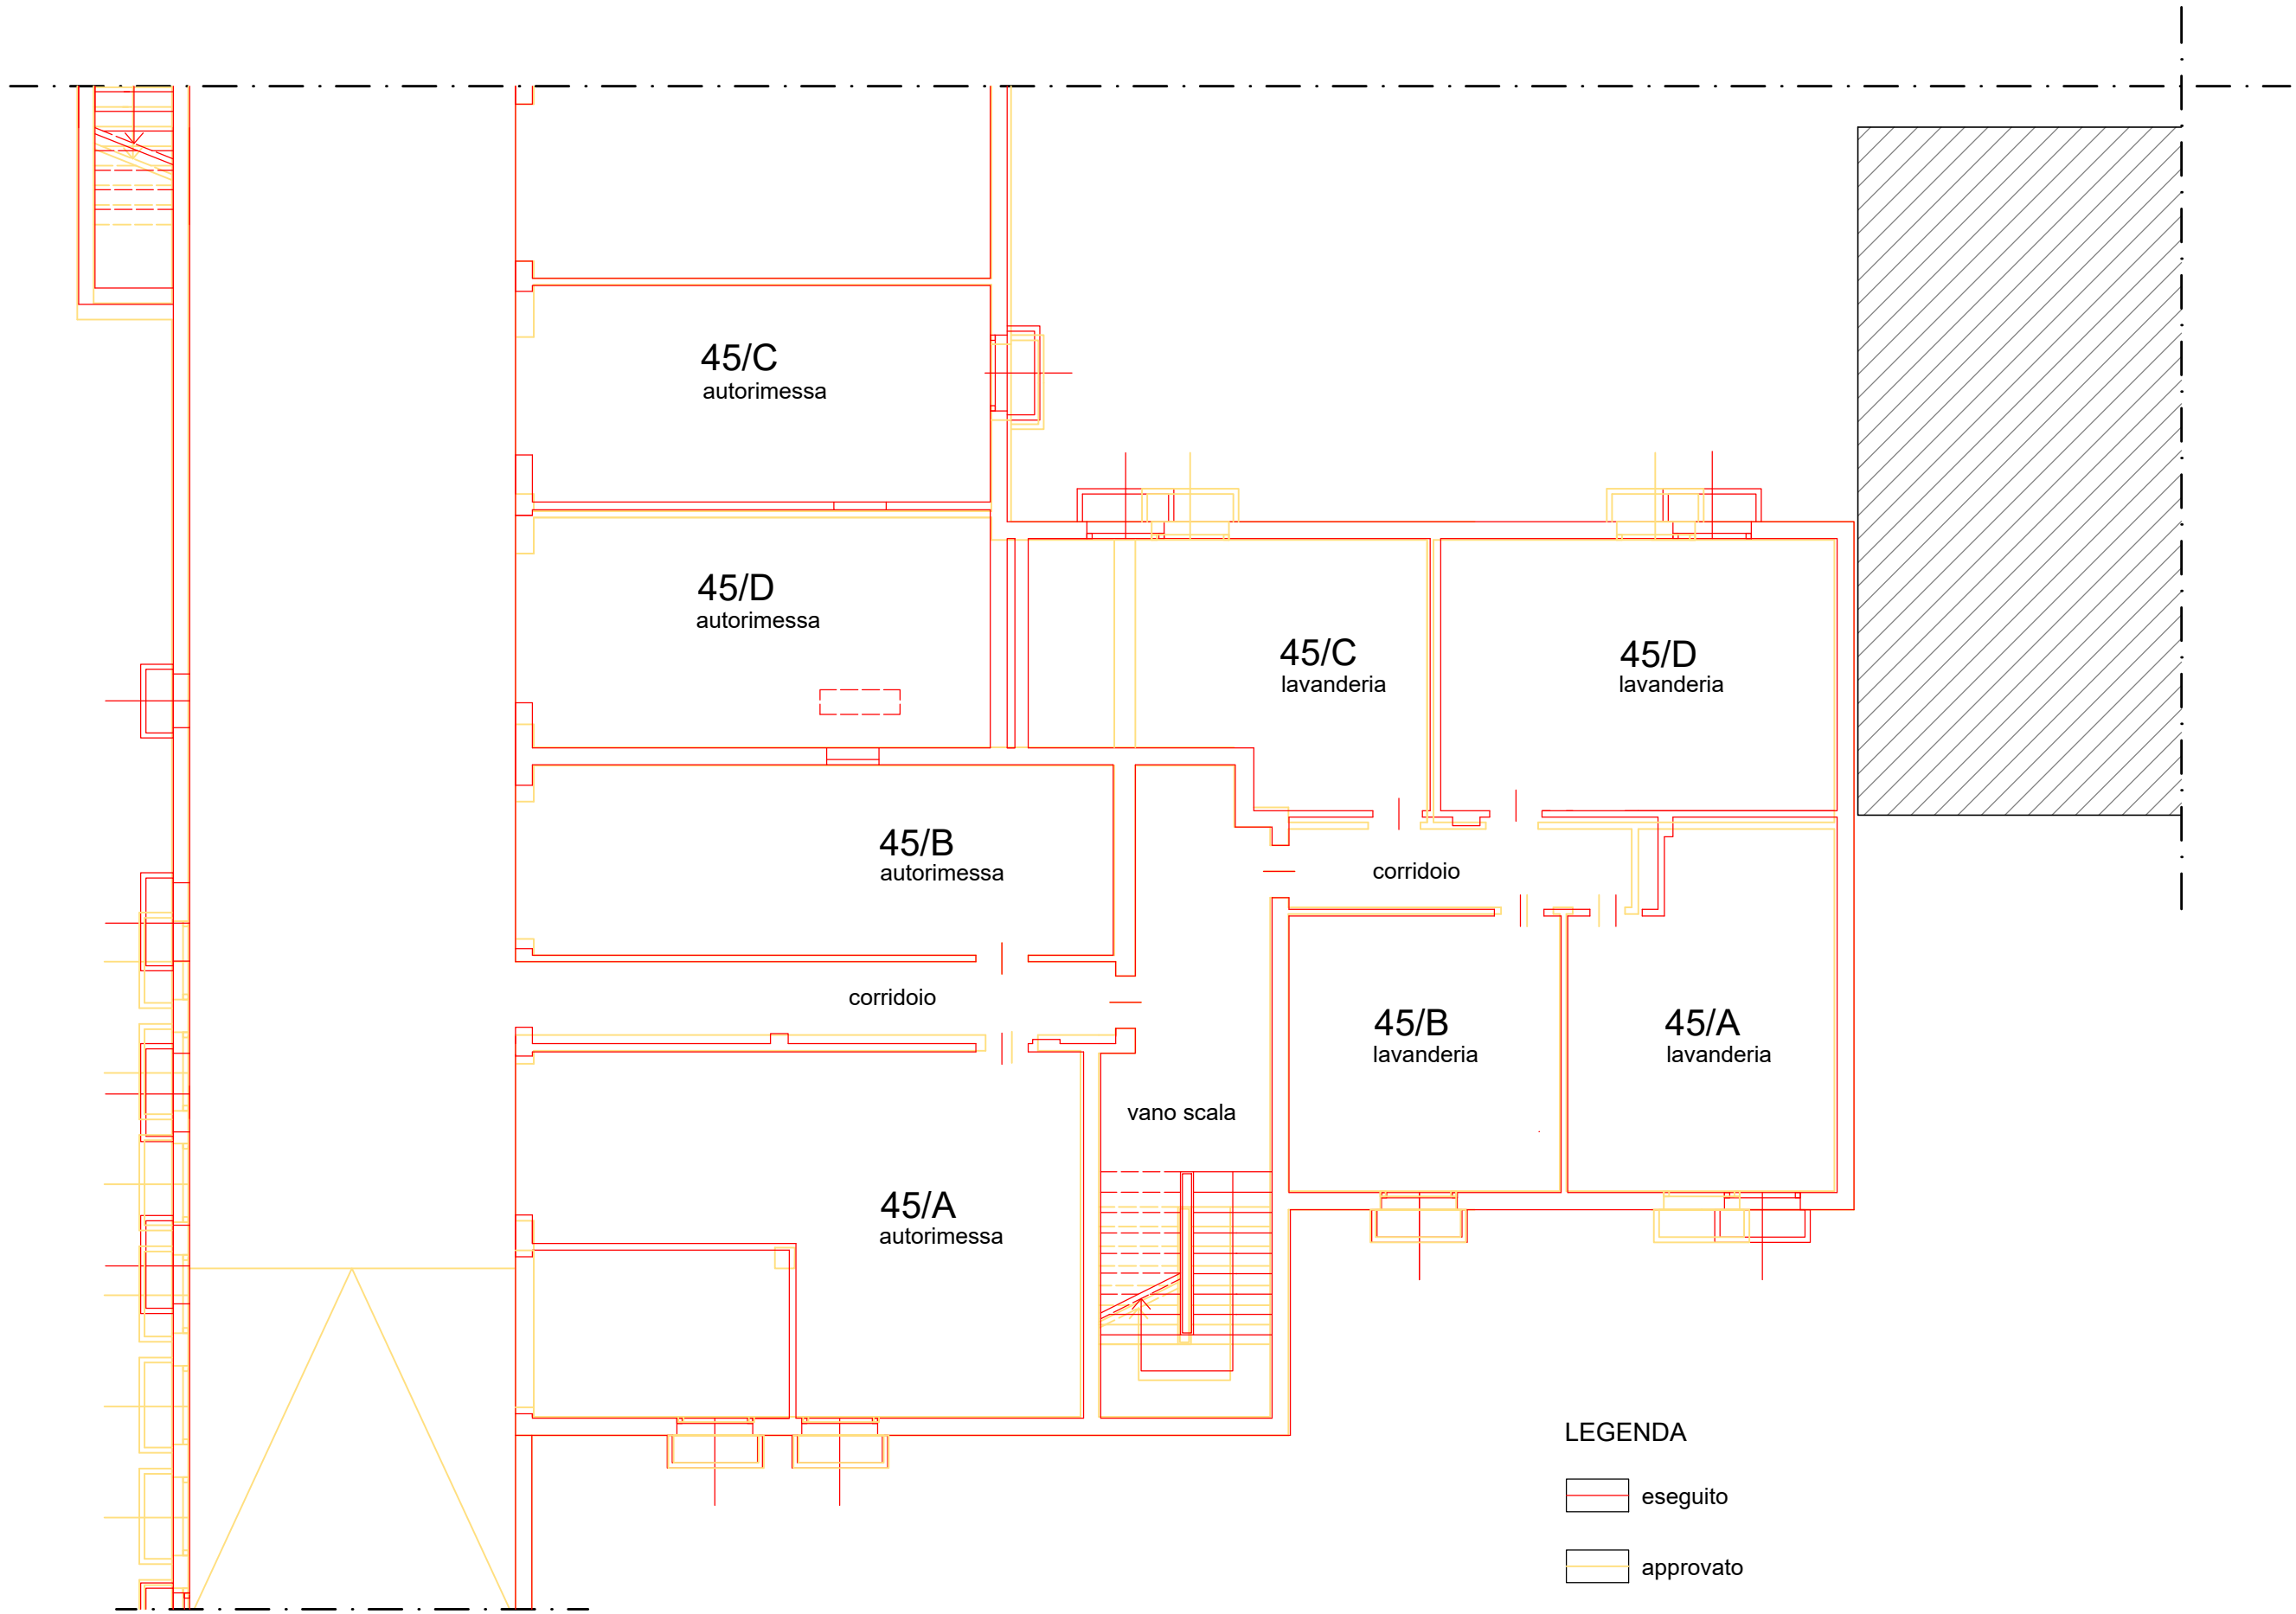 45/C
autorimessa
45/D
autorimessa
45/C
lavanderia
45/D
lavanderia
45/B
autorimessa
corridoio
corridoio
45/B
lavanderia
45/A
lavanderia
vano scala
45/A
autorimessa
LEGENDA
eseguito
approvato